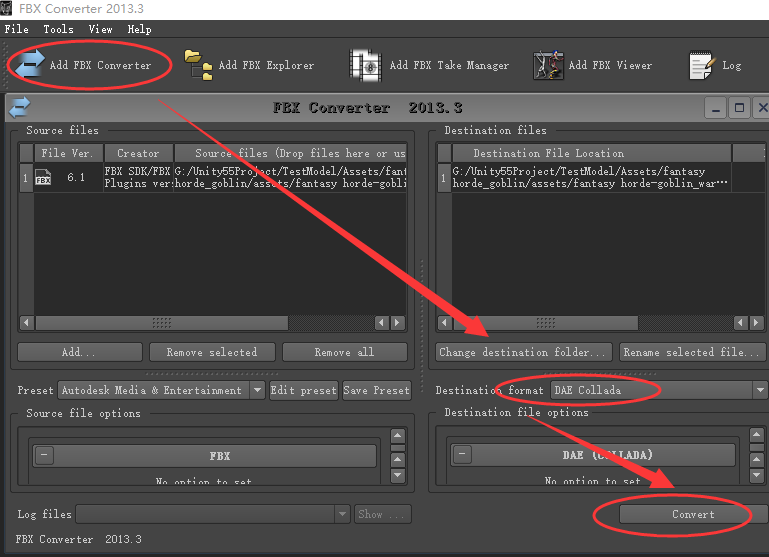 FBX Converter 2013.3
File Tools View Help
Add FBX Converter
Add FBX Explorer
Add FBX Take Manager
Add FBX Viewer
Log
FBX Converter 2013.3
Source files
File Ver. Creator Source files (Drop files here or us
1 FBX 6.1 FBX SDK/FBX G:/Unity55Project/TestModel/Assets/fant
Plugins vers horde_goblin/assets/fantasy horde-gobli
Add...
Remove selected
Remove all
Destination files
Destination File Location
1 G:/Unity55Project/TestModel/Assets/fantasy
horde_goblin/assets/fantasy horde-goblin_war...
Change destination folder...
Rename selected file...
Preset Autodesk Media & Entertainment Edit preset Save Preset
Destination format DAE Collada
Source file options
FBX
No option to set
Destination file options
DAE (COLLADA)
No option to set
Log files Show ...
Convert
FBX Converter 2013.3